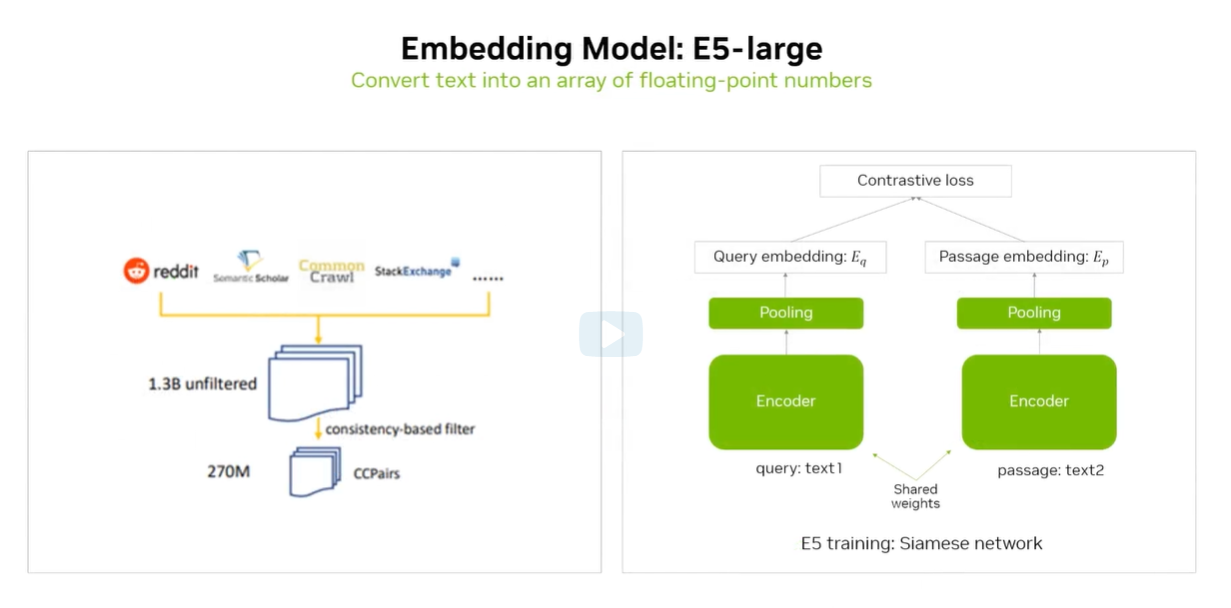 Embedding Model: E5-large
Convert text into an array of floating-point numbers
reddit
Semantic Scholar
Common
Crawl
StackExchange
......
1.3B unfiltered
consistency-based filter
270M
CCPairs
Contrastive loss
Query embedding: E_q
Passage embedding: E_p
Pooling
Pooling
Encoder
Encoder
query: text1
passage: text2
Shared
weights
E5 training: Siamese network